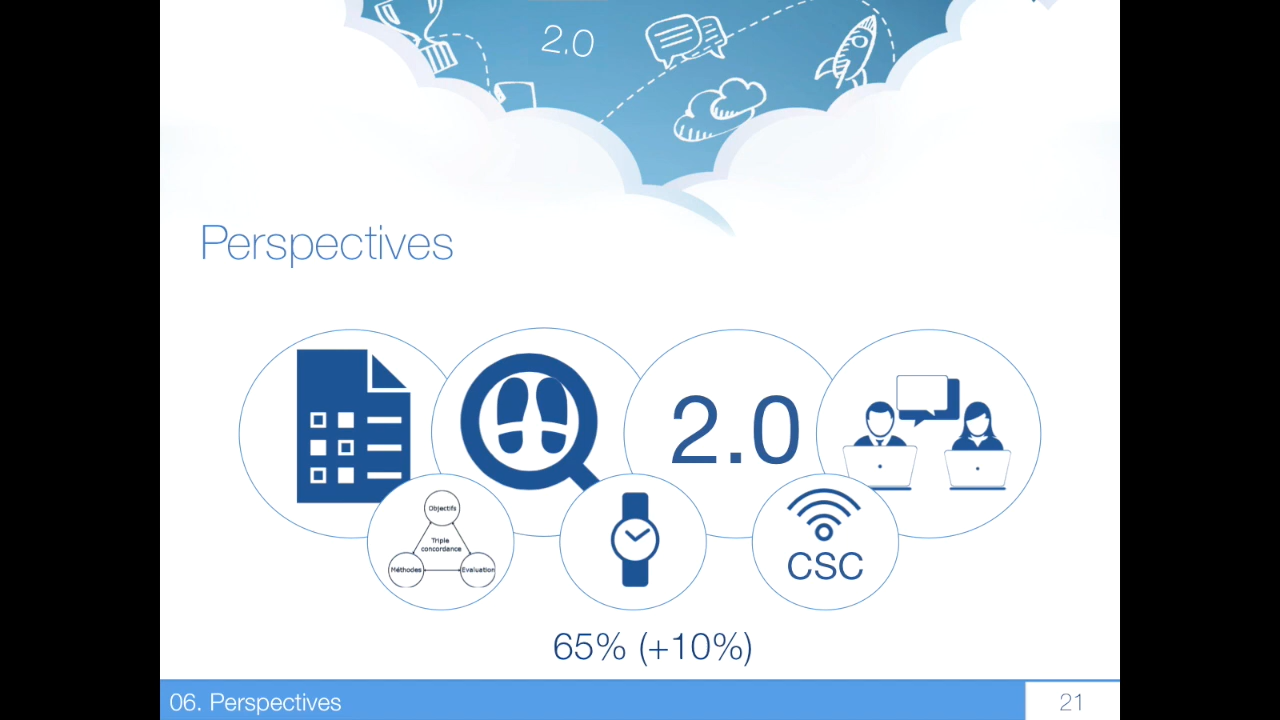 2.0
Perspectives
2.0
Objectifs
Triple
concordance
Méthodes
Evaluation
CSC
65% (+10%)
06. Perspectives
21